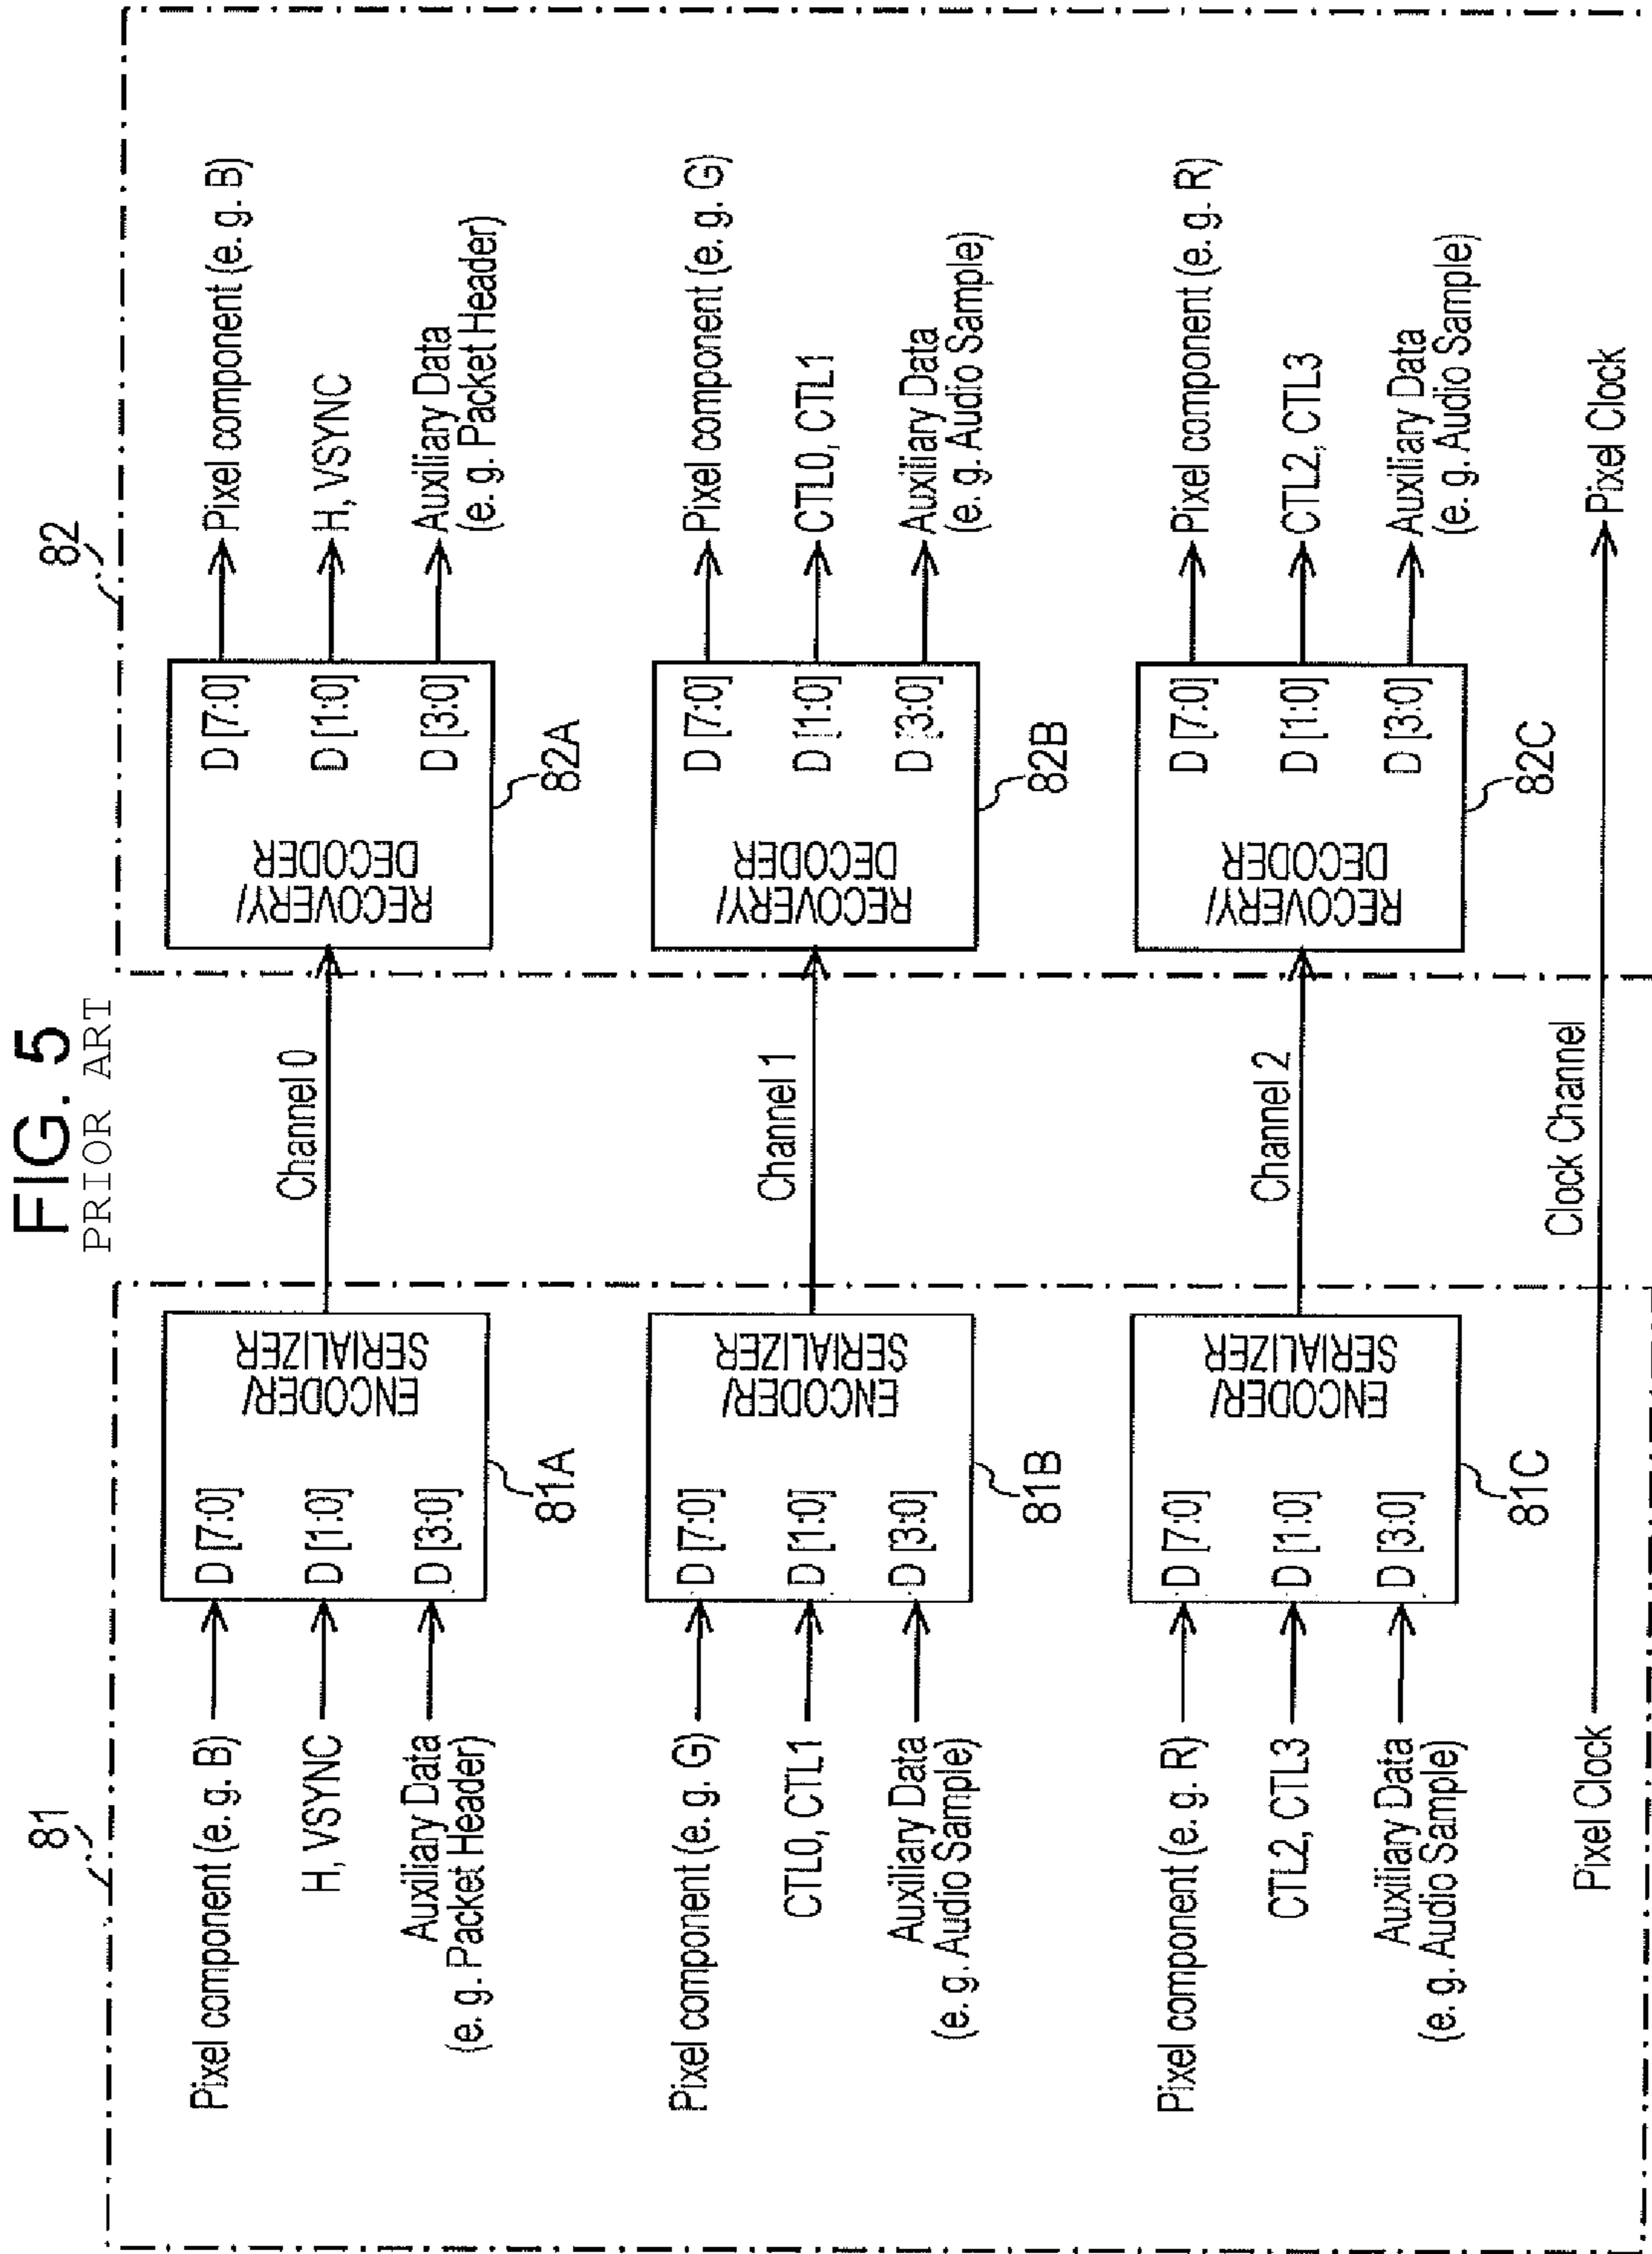 FIG. 5
PRIOR ART
81
Pixel component (e. g. B)
H, VSYNC
Auxiliary Data
(e. g. Packet Header)
D [7:0]
D [1:0]
D [3:0]
ENCODER/
SERIALIZER
81A
Channel 0
Pixel component (e. g. G)
CTL0, CTL1
Auxiliary Data
(e. g. Audio Sample)
D [7:0]
D [1:0]
D [3:0]
ENCODER/
SERIALIZER
81B
Channel 1
Pixel component (e. g. R)
CTL2, CTL3
Auxiliary Data
(e. g. Audio Sample)
D [7:0]
D [1:0]
D [3:0]
ENCODER/
SERIALIZER
81C
Channel 2
Pixel Clock
Clock Channel
82
RECOVERY/
DECODER
D [7:0]
D [1:0]
D [3:0]
82A
Pixel component (e. g. B)
H, VSYNC
Auxiliary Data
(e. g. Packet Header)
RECOVERY/
DECODER
D [7:0]
D [1:0]
D [3:0]
82B
Pixel component (e. g. G)
CTL0, CTL1
Auxiliary Data
(e. g. Audio Sample)
RECOVERY/
DECODER
D [7:0]
D [1:0]
D [3:0]
82C
Pixel component (e. g. R)
CTL2, CTL3
Auxiliary Data
(e. g. Audio Sample)
Pixel Clock